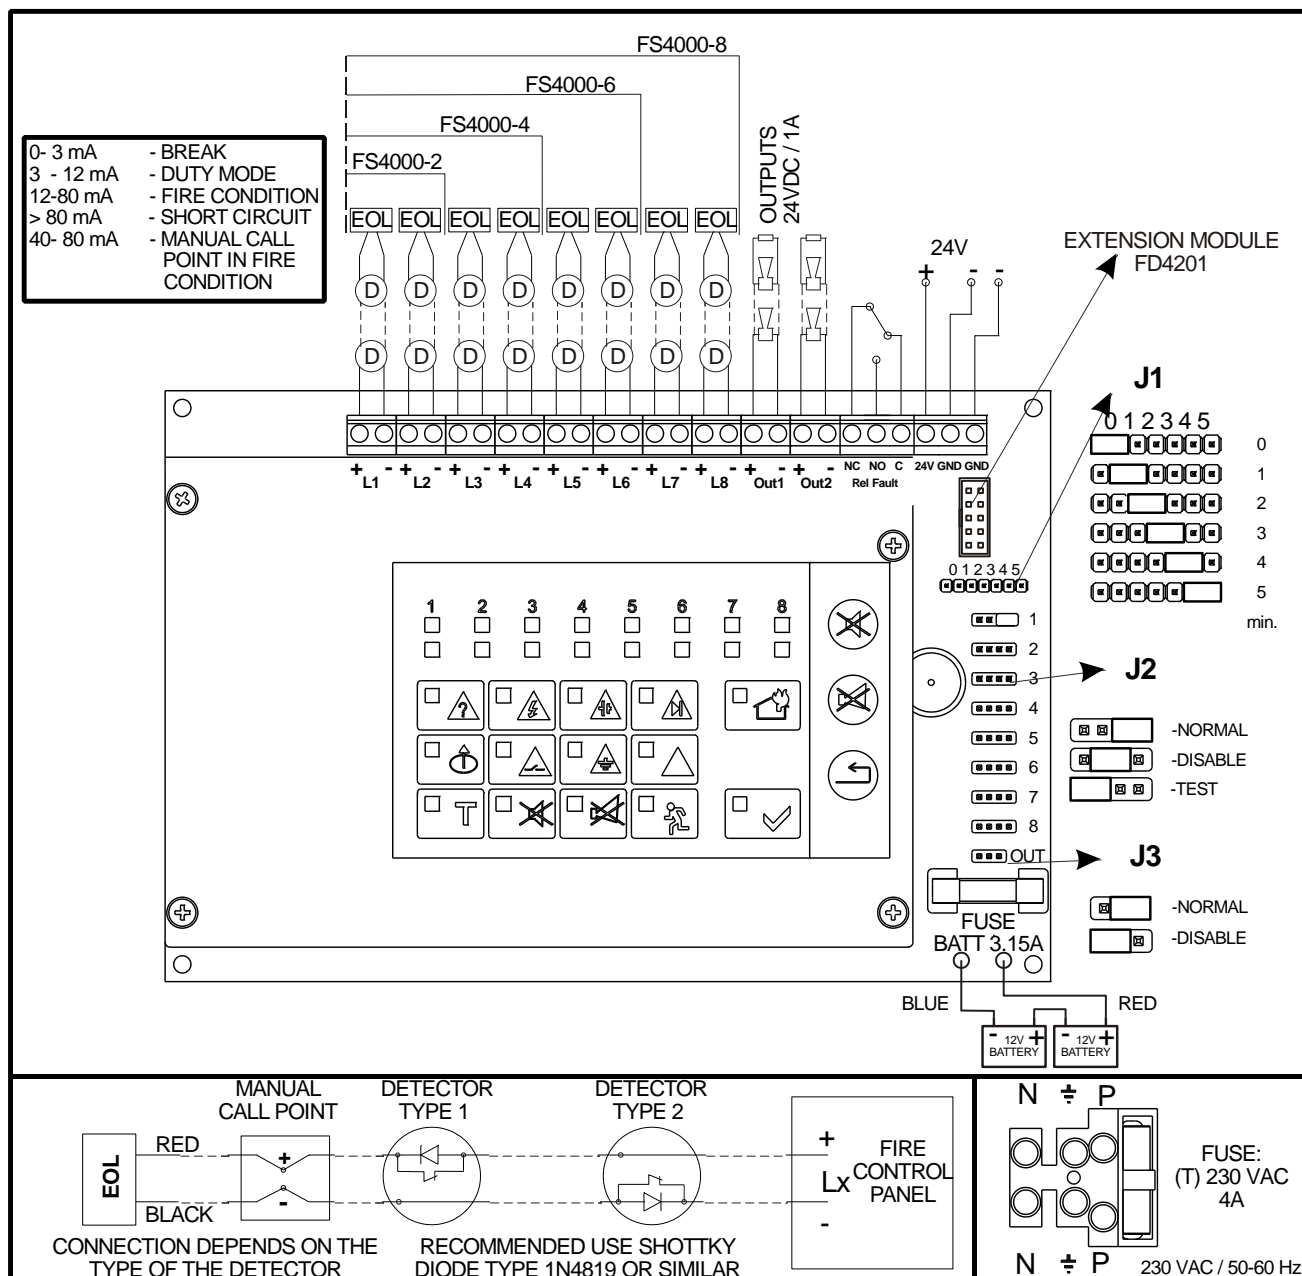 FS4000-8
FS4000-6
FS4000-4
FS4000-2
0- 3 mA - BREAK
3 - 12 mA - DUTY MODE
12-80 mA - FIRE CONDITION
> 80 mA - SHORT CIRCUIT
40- 80 mA - MANUAL CALL
POINT IN FIRE
CONDITION
EOL EOL EOL EOL EOL EOL EOL EOL
OUTPUTS
24VDC / 1A
24V
+ - -
EXTENSION MODULE
FD4201
D D D D D D D D
D D D D D D D D
+ - + - + - + - + - + - + - + - + - + - NC NO C 24V GND GND
L1 L2 L3 L4 L5 L6 L7 L8 Out1 Out2 Rel Fault
J1
0 1 2 3 4 5
0
1
2
3
4
5
min.
0 1 2 3 4 5
1
2
3
4
5
6
7
8
OUT
J2
-NORMAL
-DISABLE
-TEST
J3
-NORMAL
-DISABLE
1 2 3 4 5 6 7 8
?
T
FUSE
BATT 3.15A
BLUE RED
- 12V + - 12V +
BATTERY BATTERY
MANUAL
CALL POINT
DETECTOR
TYPE 1
DETECTOR
TYPE 2
EOL
RED
BLACK
+
-
+
Lx
-
FIRE
CONTROL
PANEL
CONNECTION DEPENDS ON THE
TYPE OF THE DETECTOR
RECOMMENDED USE SHOTTKY
DIODE TYPE 1N4819 OR SIMILAR
N P
FUSE:
(T) 230 VAC
4A
N P
230 VAC / 50-60 Hz